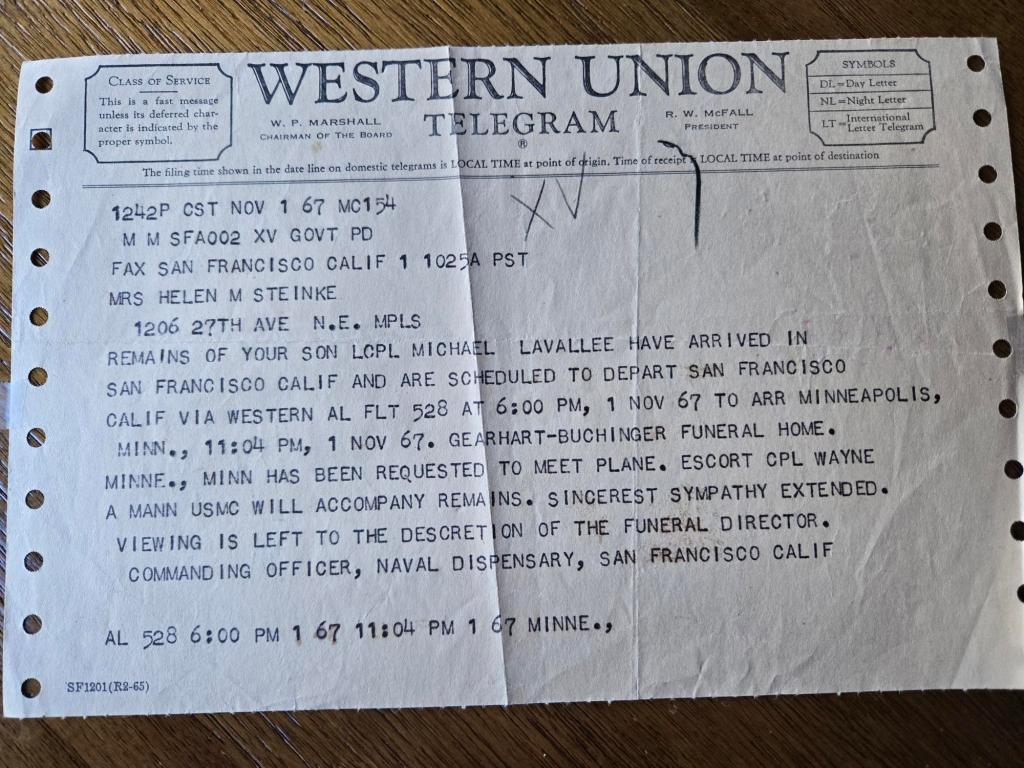 CLASS OF SERVICE
This is a fast message
unless its deferred char-
acter is indicated by the
proper symbol.
WESTERN UNION
TELEGRAM
®
W. P. MARSHALL
CHAIRMAN OF THE BOARD
R. W. McFALL
PRESIDENT
SYMBOLS
DL=Day Letter
NL=Night Letter
LT=International
Letter Telegram
The filing time shown in the date line on domestic telegrams is LOCAL TIME at point of origin. Time of receipt is LOCAL TIME at point of destination
XV
1242P CST NOV 1 67 MC154
M M SFA002 XV GOVT PD
FAX SAN FRANCISCO CALIF 1 1025A PST
MRS HELEN M STEINKE
1206 27TH AVE N.E. MPLS
REMAINS OF YOUR SON LCPL MICHAEL LAVALLEE HAVE ARRIVED IN
SAN FRANCISCO CALIF AND ARE SCHEDULED TO DEPART SAN FRANCISCO
CALIF VIA WESTERN AL FLT 528 AT 6:00 PM, 1 NOV 67 TO ARR MINNEAPOLIS,
MINN., 11:04 PM, 1 NOV 67. GEARHART-BUCHINGER FUNERAL HOME.
MINNE., MINN HAS BEEN REQUESTED TO MEET PLANE. ESCORT CPL WAYNE
A MANN USMC WILL ACCOMPANY REMAINS. SINCEREST SYMPATHY EXTENDED.
VIEWING IS LEFT TO THE DESCRETION OF THE FUNERAL DIRECTOR.
COMMANDING OFFICER, NAVAL DISPENSARY, SAN FRANCISCO CALIF
AL 528 6:00 PM 1 67 11:04 PM 1 67 MINNE.,
SF1201(R2-65)